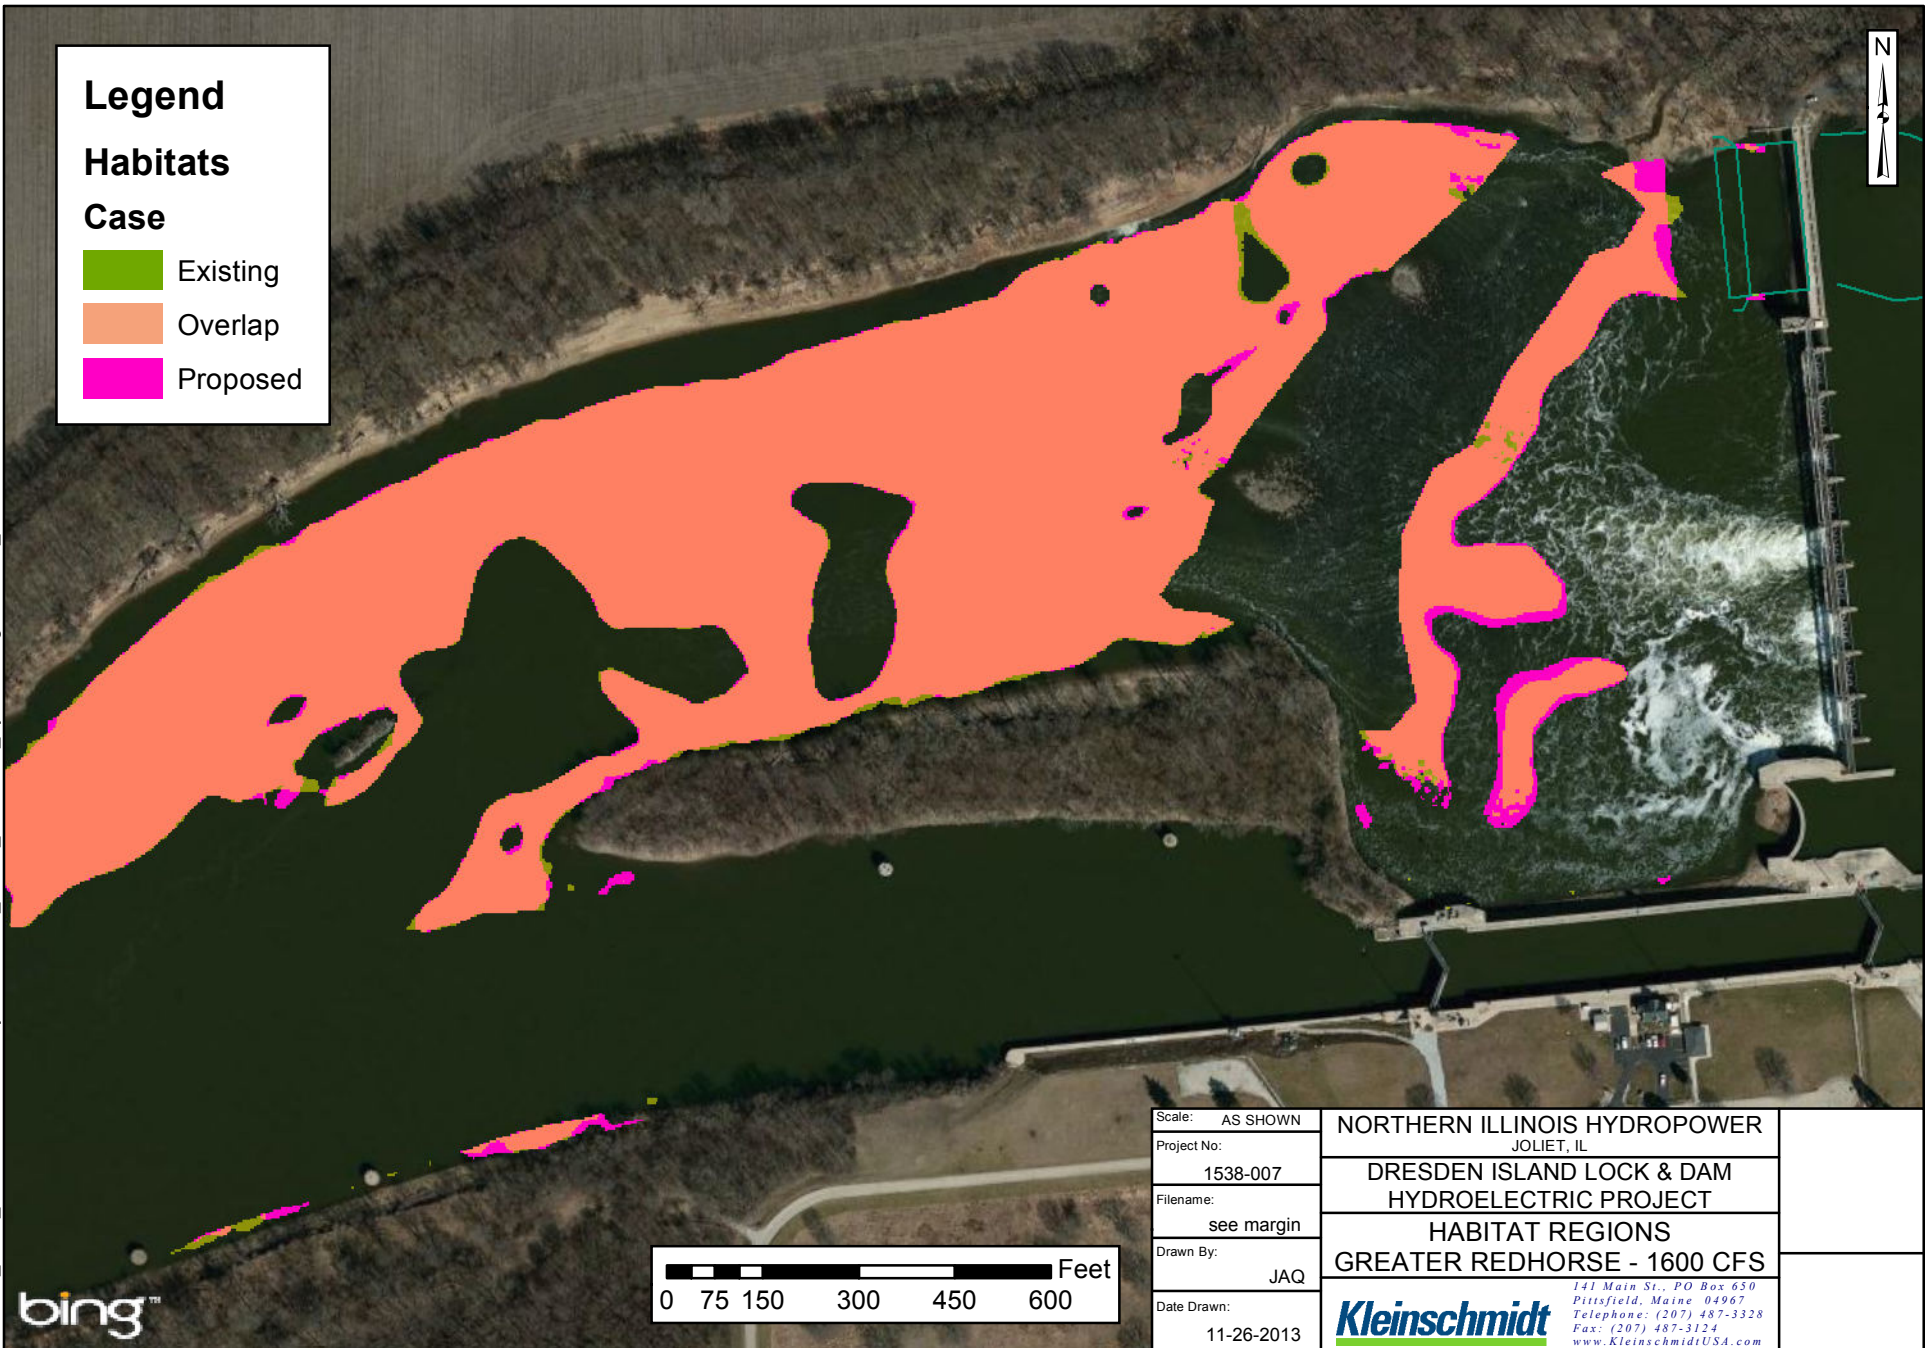 Legend
Habitats
Case
Existing
Overlap
Proposed
N
Feet
0 75 150 300 450 600
bing™
Scale: AS SHOWN
Project No:
1538-007
Filename:
see margin
Drawn By:
JAQ
Date Drawn:
11-26-2013
NORTHERN ILLINOIS HYDROPOWER
JOLIET, IL
DRESDEN ISLAND LOCK & DAM
HYDROELECTRIC PROJECT
HABITAT REGIONS
GREATER REDHORSE - 1600 CFS
Kleinschmidt
141 Main St., PO Box 650
Pittsfield, Maine 04967
Telephone: (207) 487-3328
Fax: (207) 487-3124
www.KleinschmidtUSA.com